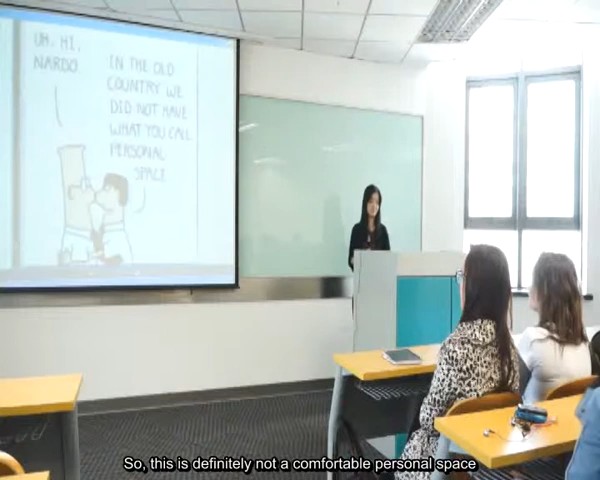 UH, HI,
NARDO.
IN THE OLD
COUNTRY WE
DID NOT HAVE
WHAT YOU CALL
PERSONAL
SPACE.
So, this is definitely not a comfortable personal space